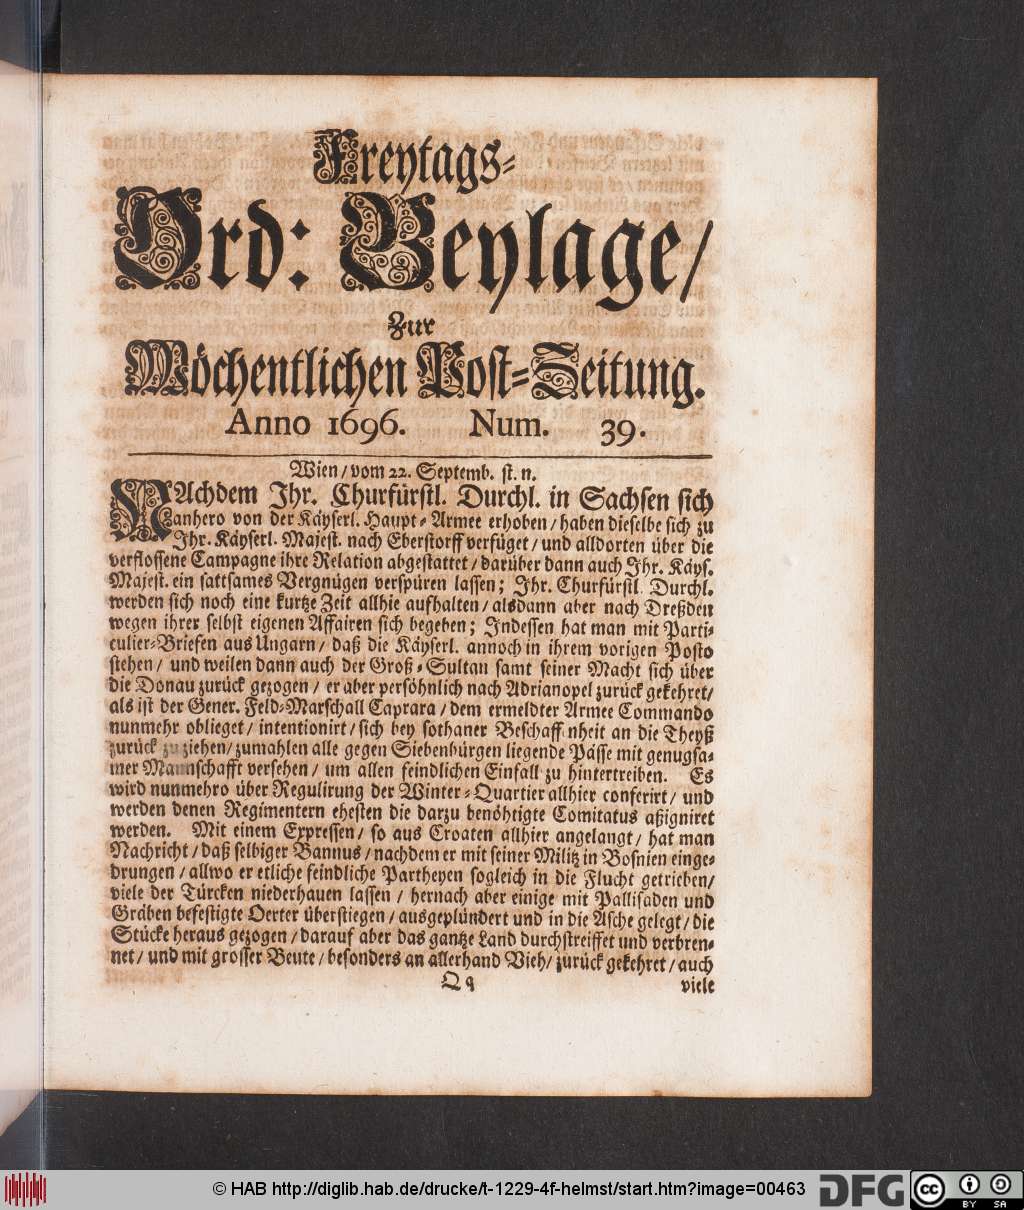 Freytags-
Ord: Beylage/
Zur
Wöchentlichen Post-Zeitung.
Anno 1696. Num. 39.
Wien/ vom 22. Septemb. st. n.
NAchdem Ihr. Churfürstl. Durchl. in Sachsen sich
anhero von der Käyserl. Haupt-Armee erhoben/ haben dieselbe sich zu
Ihr. Käyserl. Majest. nach Eberstorff verfüget/ und alldorten über die
verflossene Campagne ihre Relation abgestattet/ darüber dann auch Ihr. Käys.
Majest. ein sattsames Vergnügen verspüren lassen; Ihr. Churfürstl. Durchl.
werden sich noch eine kurtze Zeit allhie aufhalten/ alsdann aber nach Dreßden
wegen ihrer selbst eigenen Affairen sich begeben; Indessen hat man mit Parti-
culier-Briefen aus Ungarn/ daß die Käyserl. annoch in ihrem vorigen Posto
stehen/ und weilen dann auch der Groß-Sultan samt seiner Macht sich über
die Donau zurück gezogen/ er aber persöhnlich nach Adrianopel zurück gekehret/
als ist der Gener. Feld-Marschall Caprara/ dem ermeldter Armee Commando
nunmehr oblieget/ intentionirt/ sich bey sothaner Beschaff nheit an die Theyß
zurück zu ziehen/ zumahlen alle gegen Siebenbürgen liegende Pässe mit genugsa-
mer Mannschafft versehen/ um allen feindlichen Einfall zu hintertreiben. Es
wird nunmehro über Regulirung der Winter-Quartier allhier conferirt/ und
werden denen Regimentern ehesten die darzu benöhtigte Comitatus aßigniret
werden. Mit einem Expressen/ so aus Croaten allhier angelangt/ hat man
Nachricht/ daß selbiger Bannus/ nachdem er mit seiner Militz in Bosnien einge-
drungen/ allwo er etliche feindliche Partheyen sogleich in die Flucht getrieben/
viele der Türcken niederhauen lassen/ hernach aber einige mit Pallisaden und
Gräben befestigte Oerter überstiegen/ ausgeplündert und in die Asche gelegt/ die
Stücke heraus gezogen/ darauf aber das gantze Land durchstreiffet und verbren-
net/ und mit grosser Beute/ besonders an allerhand Vieh/ zurück gekehret/ auch
Qq viele
© HAB http://diglib.hab.de/drucke/t-1229-4f-helmst/start.htm?image=00463
DFG
cc BY SA